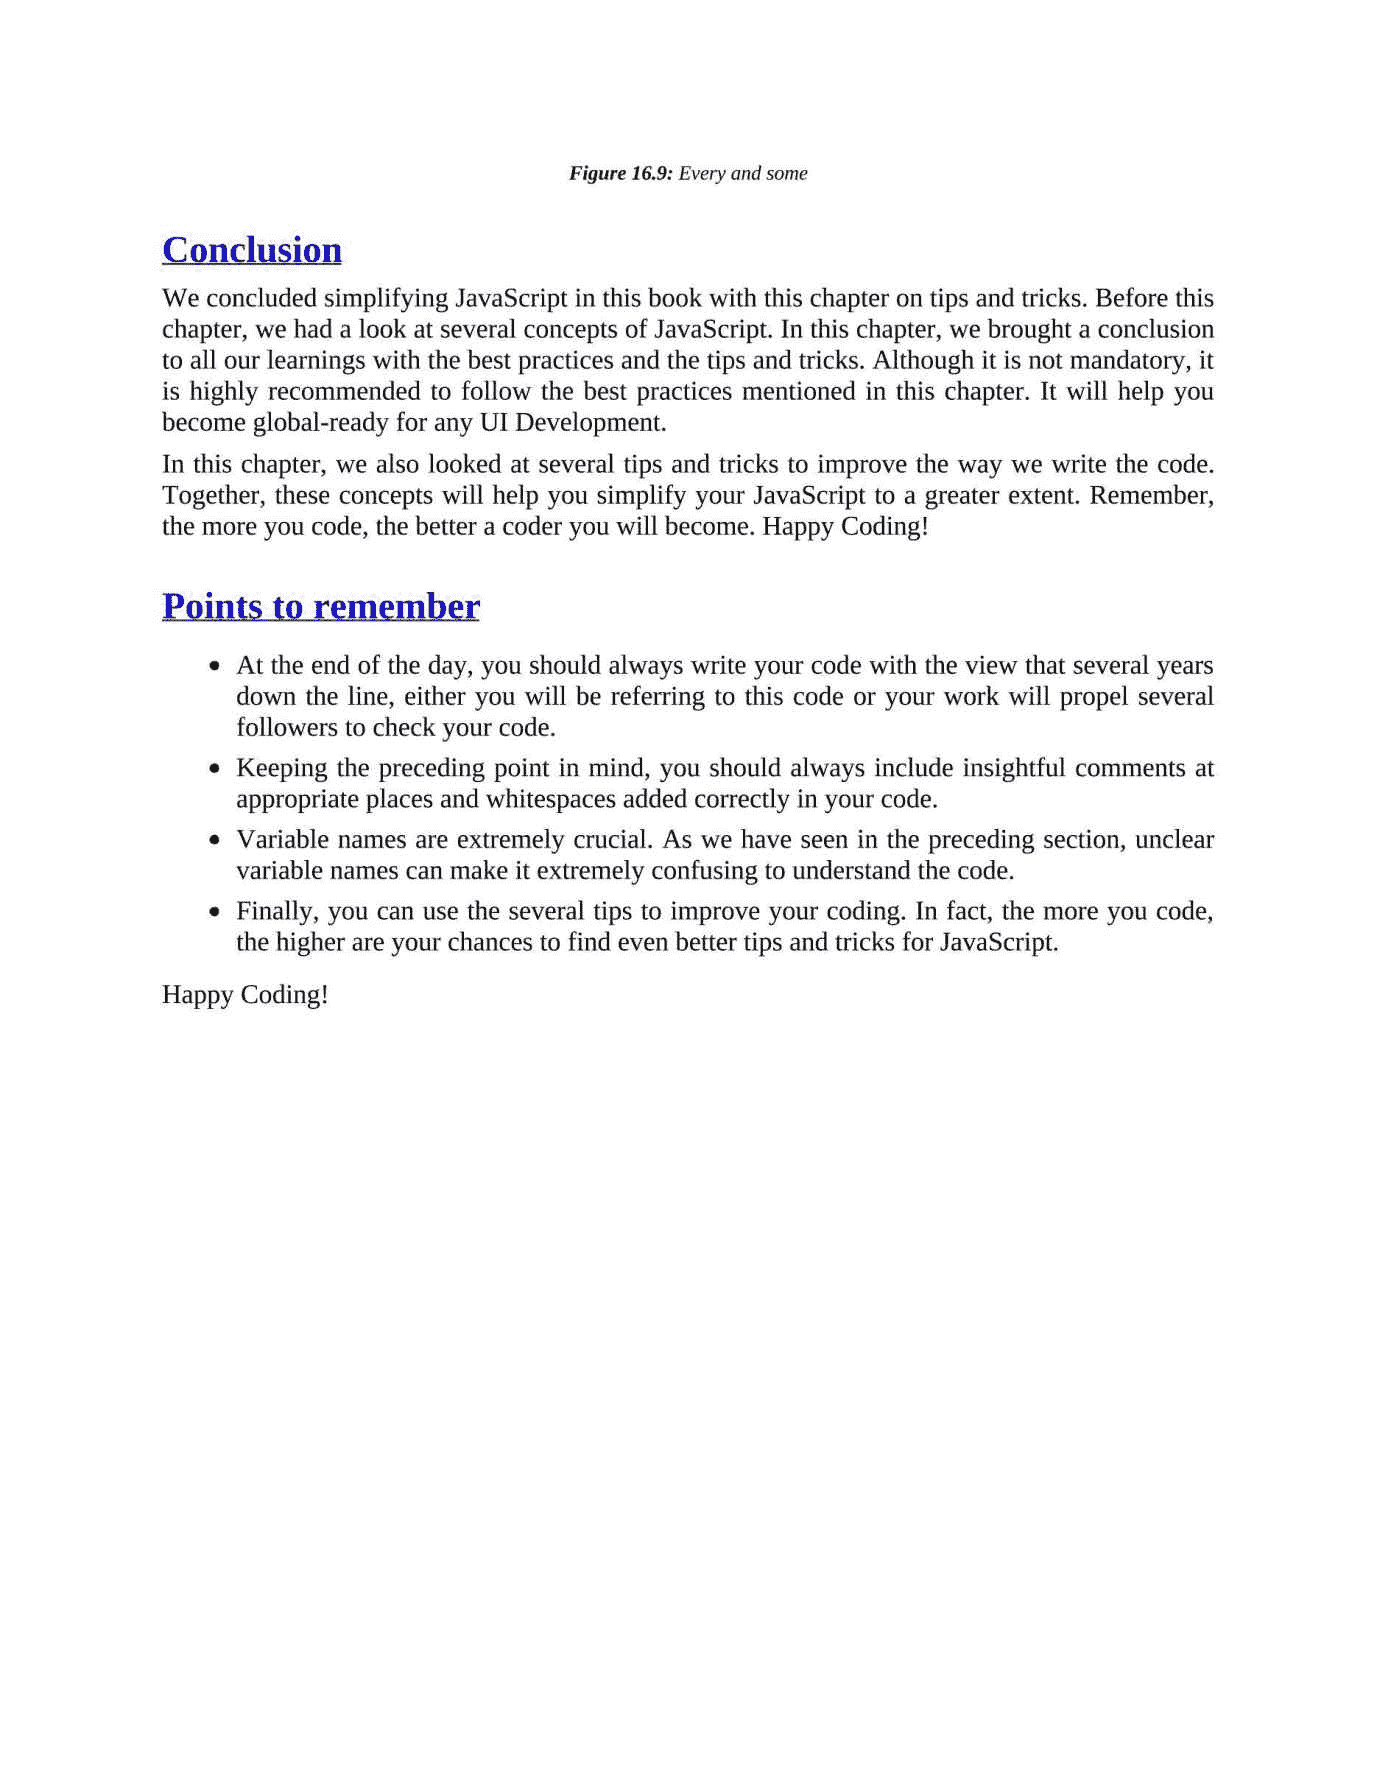 Figure 16.9: Every and some
Conclusion
We concluded simplifying JavaScript in this book with this chapter on tips and tricks. Before this
chapter, we had a look at several concepts of JavaScript. In this chapter, we brought a conclusion
to all our learnings with the best practices and the tips and tricks. Although it is not mandatory, it
is highly recommended to follow the best practices mentioned in this chapter. It will help you
become global-ready for any UI Development.
In this chapter, we also looked at several tips and tricks to improve the way we write the code.
Together, these concepts will help you simplify your JavaScript to a greater extent. Remember,
the more you code, the better a coder you will become. Happy Coding!
Points to remember
• At the end of the day, you should always write your code with the view that several years
down the line, either you will be referring to this code or your work will propel several
followers to check your code.
• Keeping the preceding point in mind, you should always include insightful comments at
appropriate places and whitespaces added correctly in your code.
• Variable names are extremely crucial. As we have seen in the preceding section, unclear
variable names can make it extremely confusing to understand the code.
• Finally, you can use the several tips to improve your coding. In fact, the more you code,
the higher are your chances to find even better tips and tricks for JavaScript.
Happy Coding!